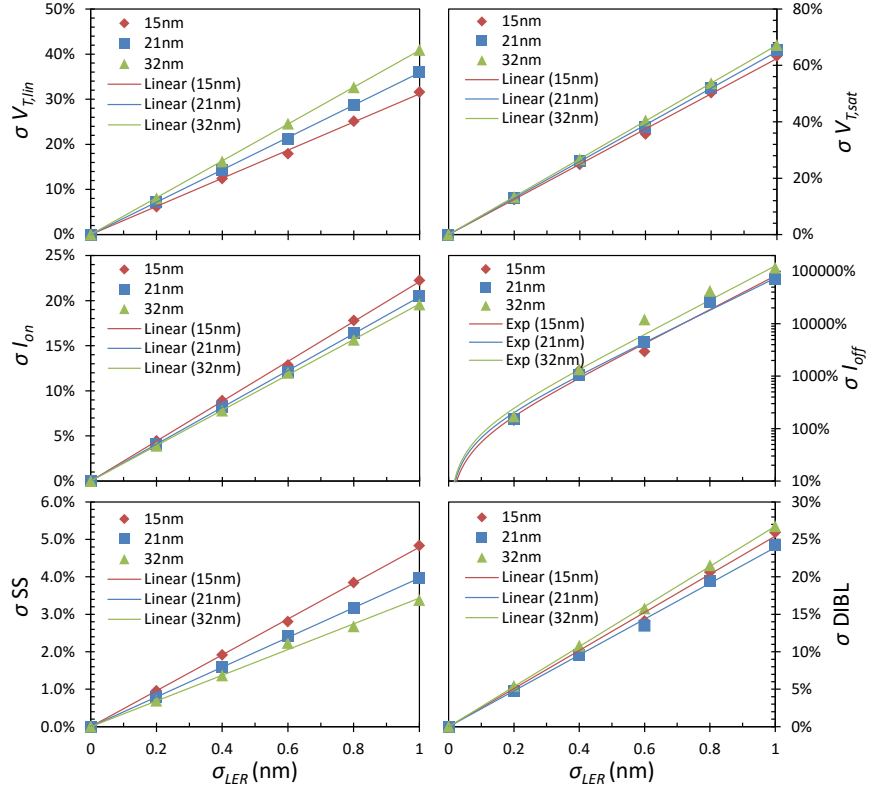 50%
40%
30%
20%
10%
0%
σ V_T,lin
15nm
21nm
32nm
Linear (15nm)
Linear (21nm)
Linear (32nm)
80%
60%
40%
20%
0%
σ V_T,sat
15nm
21nm
32nm
Linear (15nm)
Linear (21nm)
Linear (32nm)
25%
20%
15%
10%
5%
0%
σ I_on
15nm
21nm
32nm
Linear (15nm)
Linear (21nm)
Linear (32nm)
100000%
10000%
1000%
100%
10%
σ I_off
15nm
21nm
32nm
Exp (15nm)
Exp (21nm)
Exp (32nm)
6.0%
5.0%
4.0%
3.0%
2.0%
1.0%
0.0%
σ SS
15nm
21nm
32nm
Linear (15nm)
Linear (21nm)
Linear (32nm)
0 0.2 0.4 0.6 0.8 1
σ_LER (nm)
30%
25%
20%
15%
10%
5%
0%
σ DIBL
15nm
21nm
32nm
Linear (15nm)
Linear (21nm)
Linear (32nm)
0 0.2 0.4 0.6 0.8 1
σ_LER (nm)